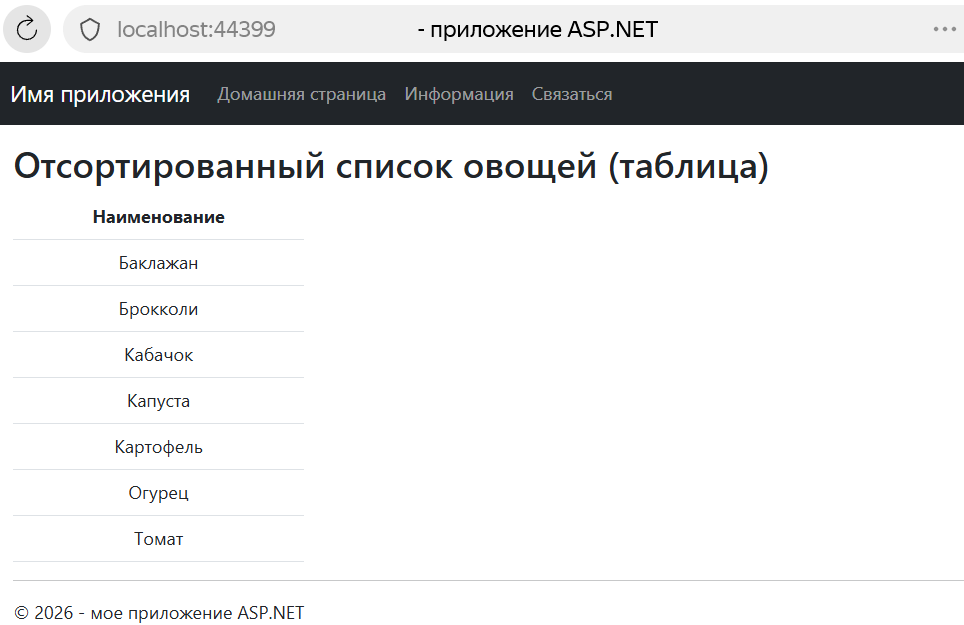 localhost:44399 - приложение ASP.NET
Имя приложения Домашняя страница Информация Связаться
Отсортированный список овощей (таблица)
Наименование
Баклажан
Брокколи
Кабачок
Капуста
Картофель
Огурец
Томат
© 2026 - мое приложение ASP.NET